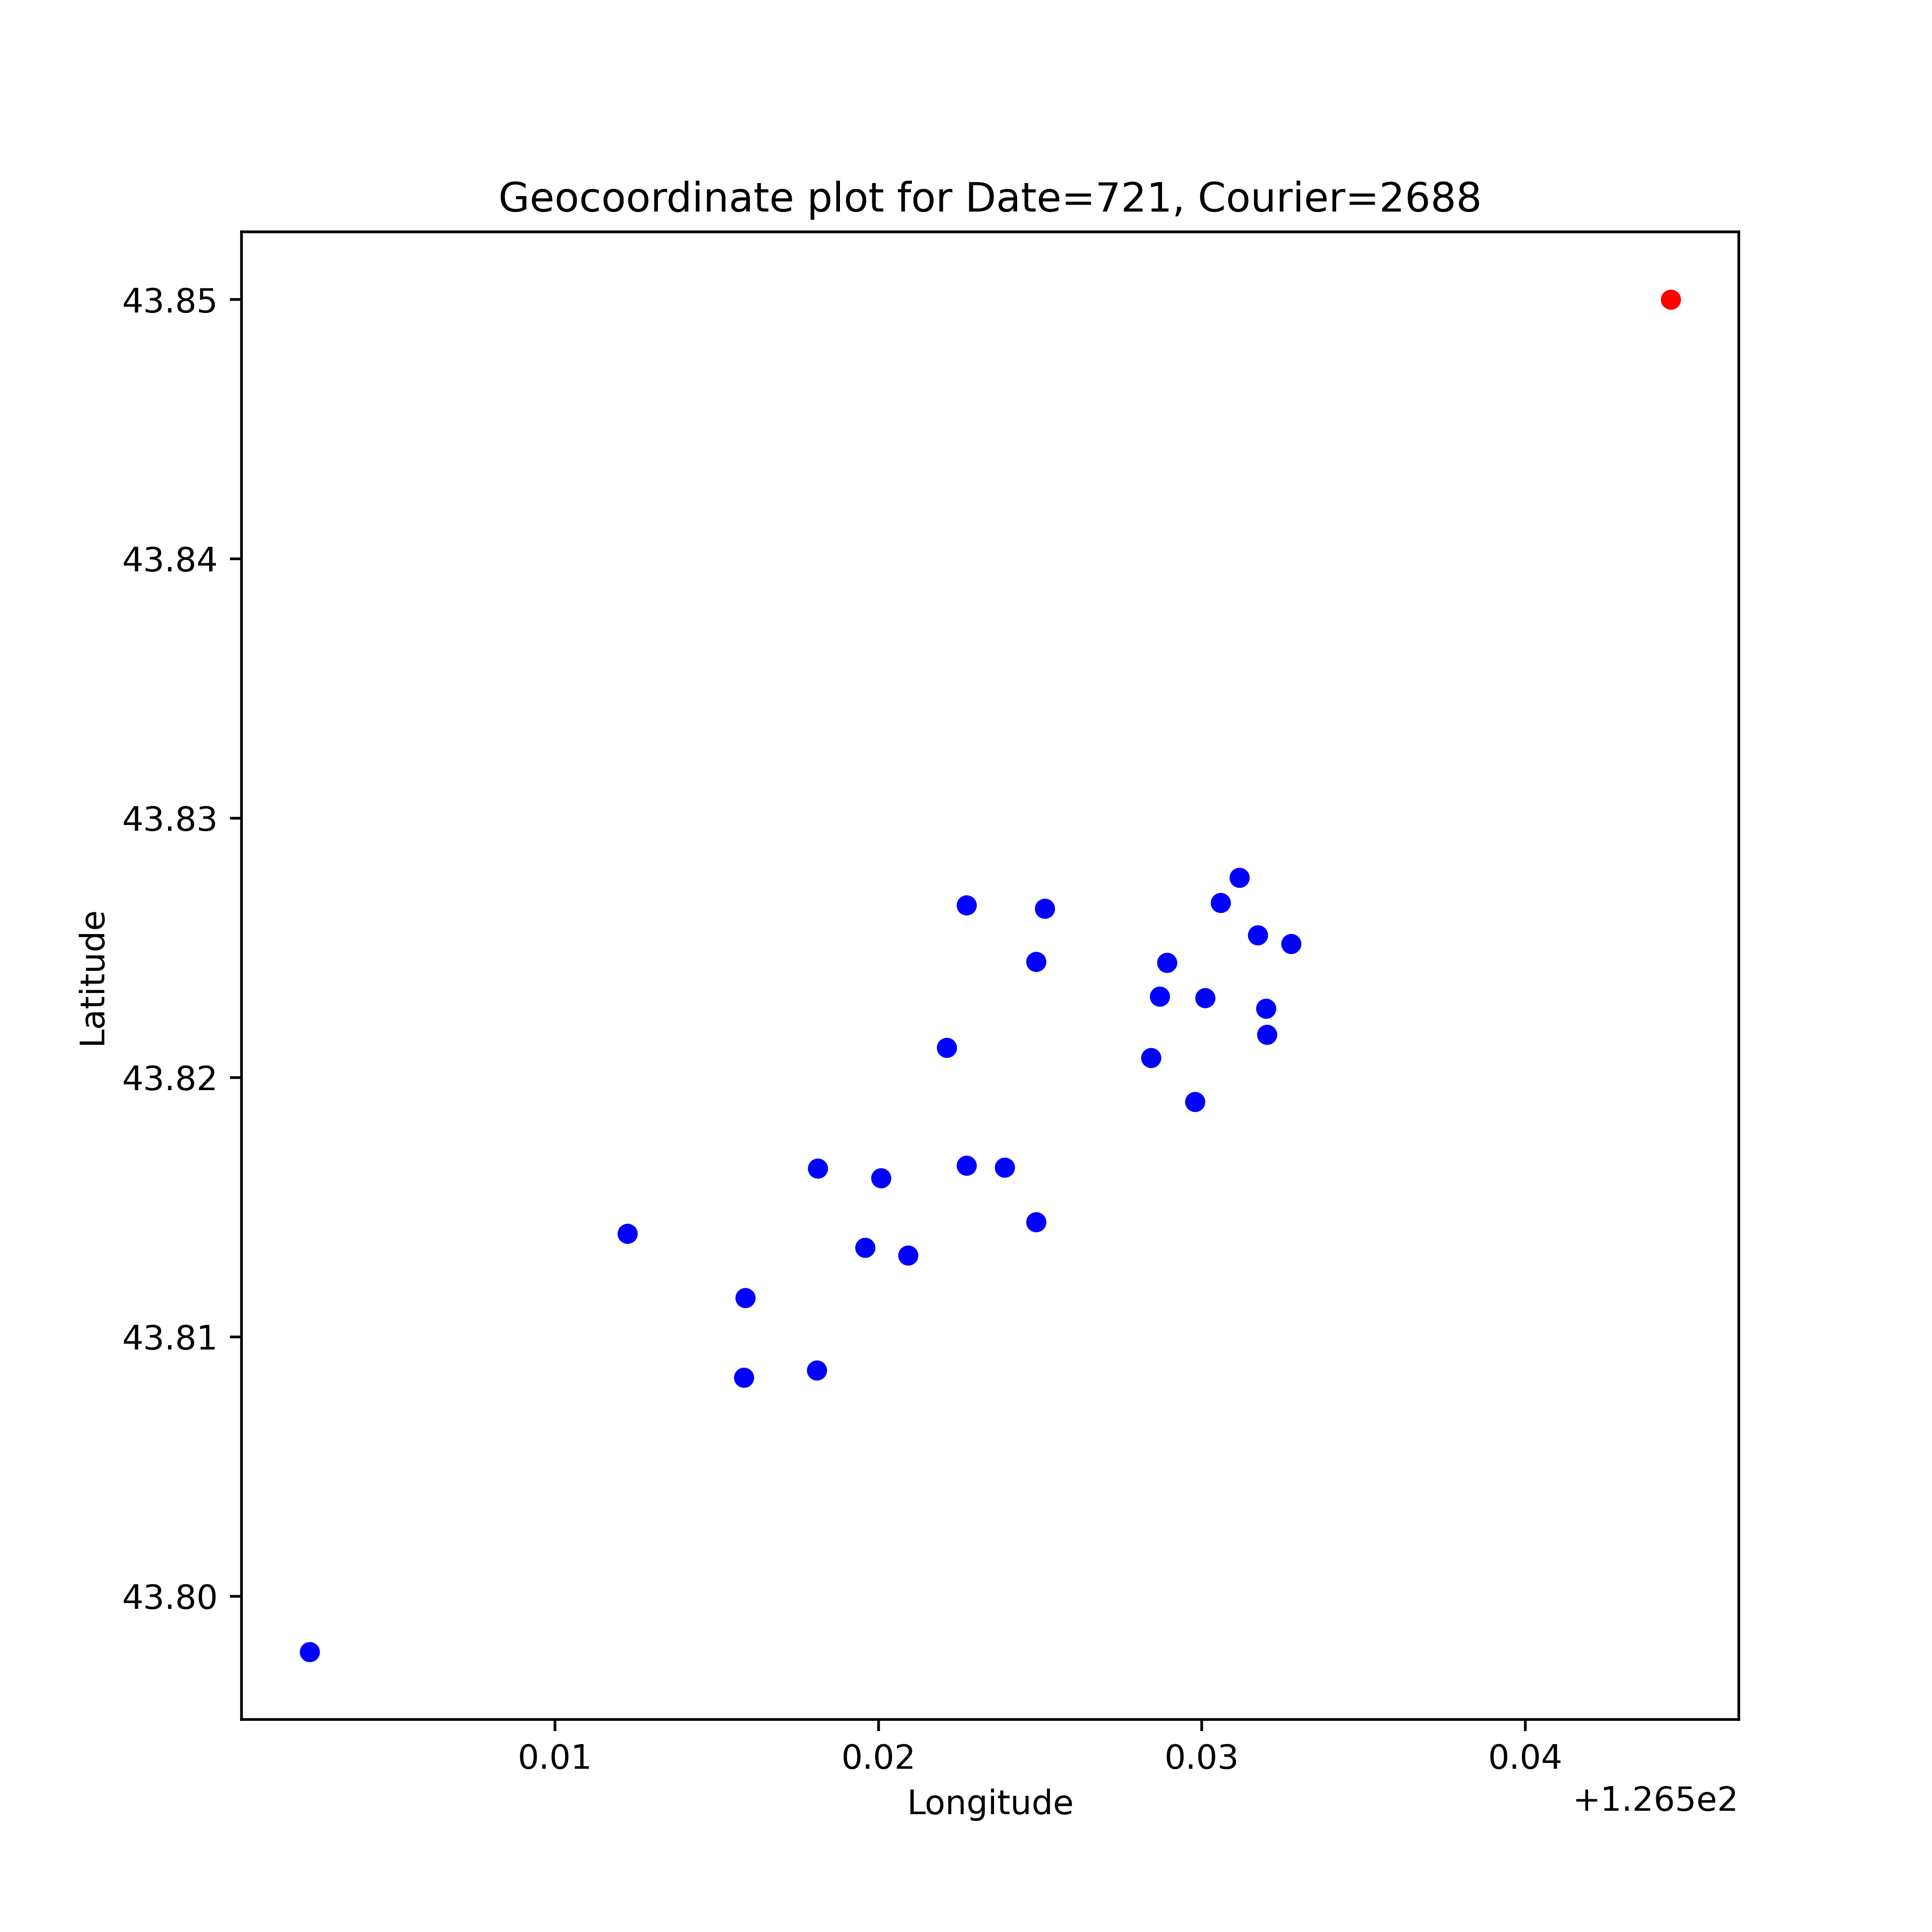 Geocoordinate plot for Date=721, Courier=2688
43.85
43.84
43.83
43.82
43.81
43.80
Latitude
0.01 0.02 0.03 0.04
+1.265e2
Longitude